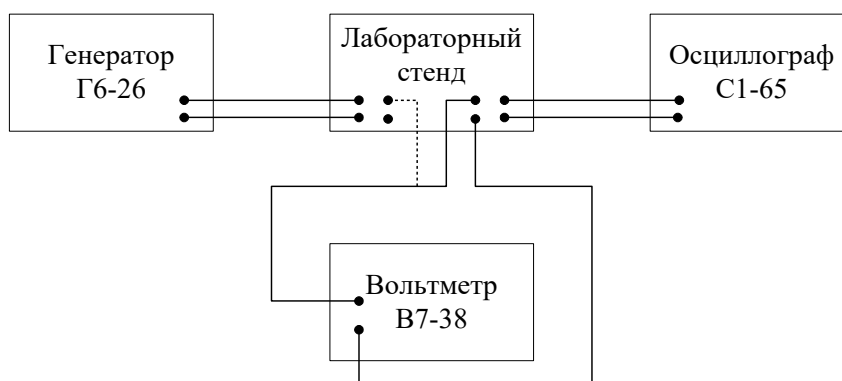 Генератор
Г6-26
Лабораторный
стенд
Осциллограф
С1-65
Вольтметр
В7-38